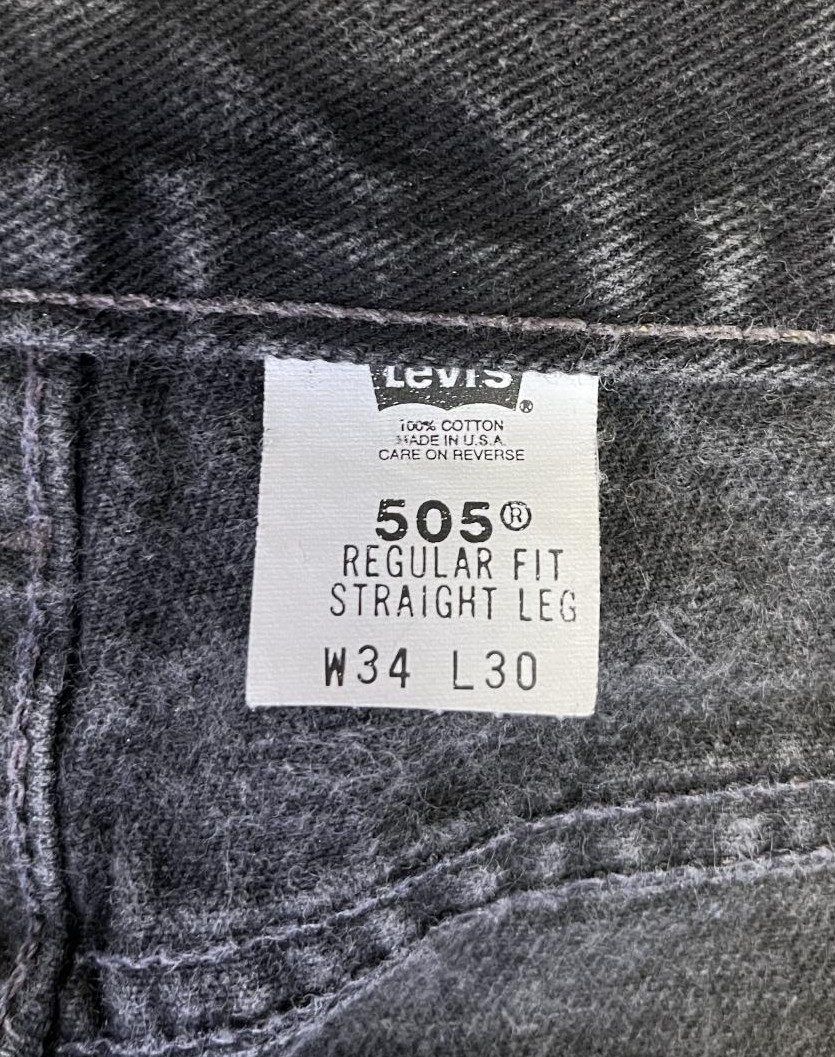 Levi's
®
100% COTTON
MADE IN U.S.A.
CARE ON REVERSE
505®
REGULAR FIT
STRAIGHT LEG
W34 L30